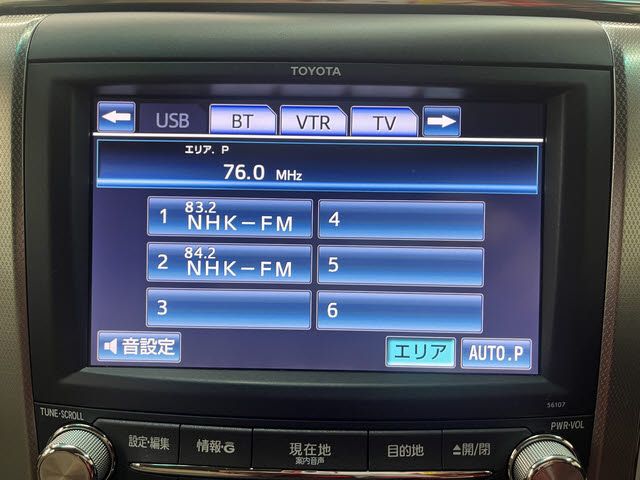 TOYOTA
USB BT VTR TV
エリア. P
76.0 MHz
83.2
1 NHK-FM 4
84.2
2 NHK-FM 5
3 6
音設定 エリア AUTO.P
56107
TUNE·SCROLL PWR·VOL
設定·編集 情報·G 現在地 目的地 ⏏開/閉
案内音声